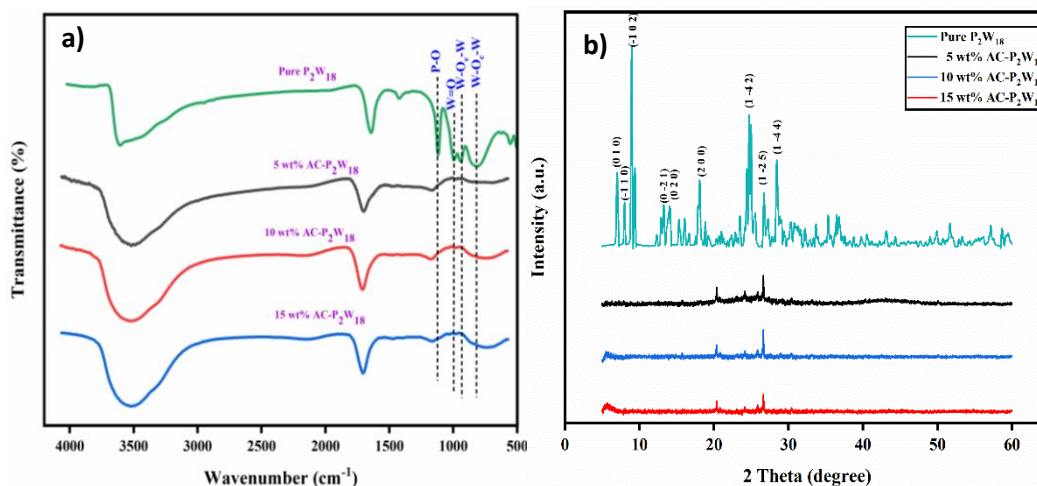 a)
P-O
W=O
W-Oc-W
W-Oe-W
Pure P2W18
5 wt% AC-P2W18
10 wt% AC-P2W18
15 wt% AC-P2W18
Transmittance (%)
4000 3500 3000 2500 2000 1500 1000 500
Wavenumber (cm-1)
b)
(0 1 0)
(-1 1 0)
(-1 0 2)
(0 -2 1)
(0 2 0)
(2 0 0)
(1 -4 2)
(1 -2 5)
(1 -4 4)
Pure P2W18
5 wt% AC-P2W1
10 wt% AC-P2W1
15 wt% AC-P2W1
Intensity (a.u.)
0 10 20 30 40 50 60
2 Theta (degree)